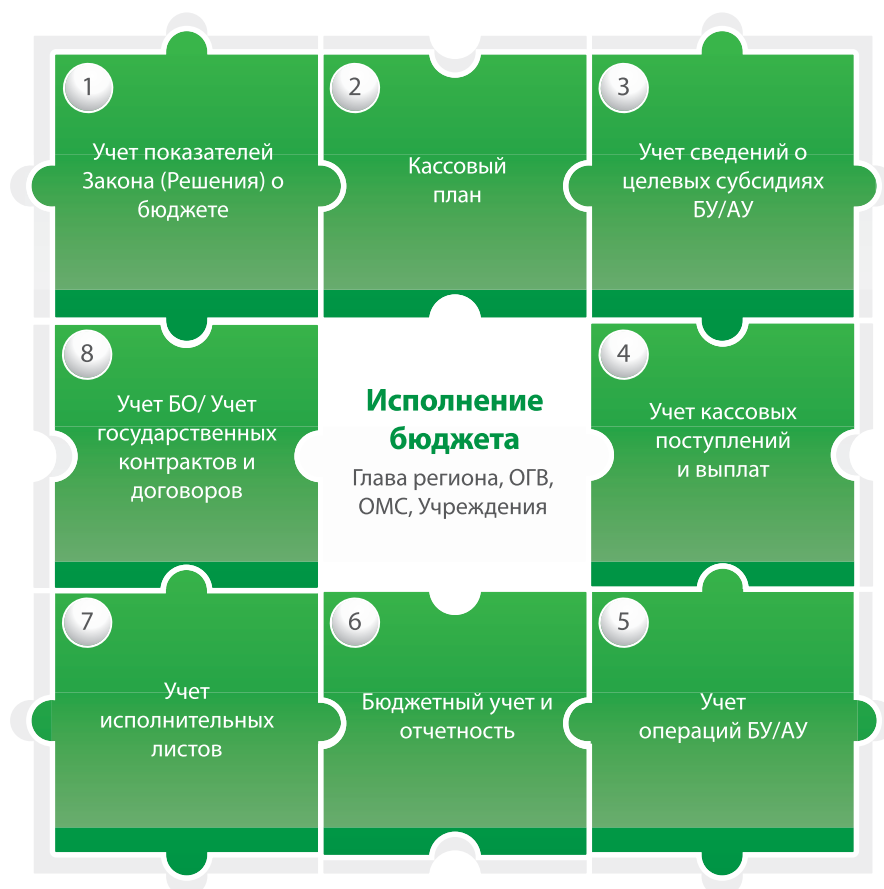 1
Учет показателей
Закона (Решения) о
бюджете
2
Кассовый
план
3
Учет сведений о
целевых субсидиях
БУ/АУ
8
Учет БО/ Учет
государственных
контрактов и
договоров
Исполнение
бюджета
Глава региона, ОГВ,
ОМС, Учреждения
4
Учет кассовых
поступлений
и выплат
7
Учет
исполнительных
листов
6
Бюджетный учет и
отчетность
5
Учет
операций БУ/АУ